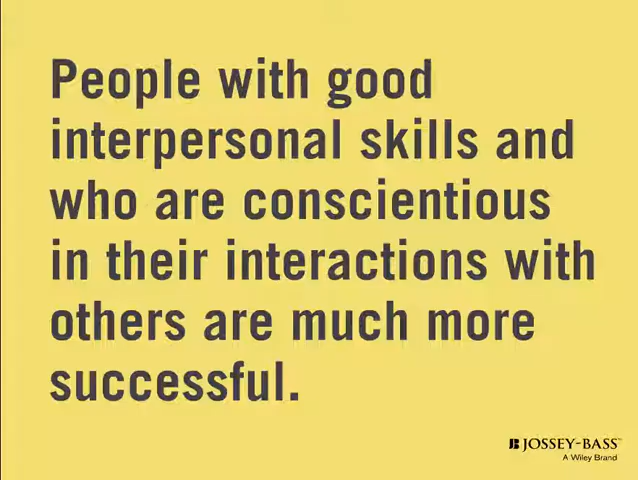 People with good
interpersonal skills and
who are conscientious
in their interactions with
others are much more
successful.
JOSSEY-BASS™
A Wiley Brand